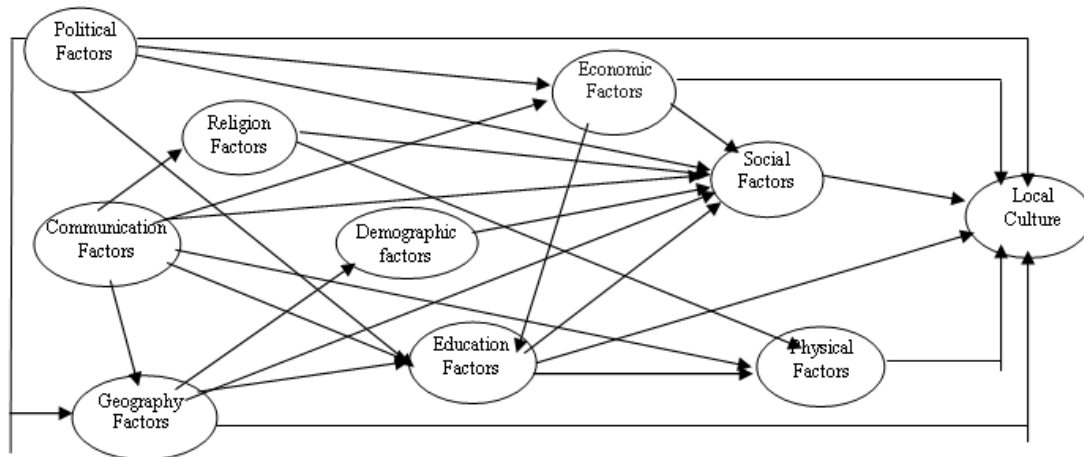 Political
Factors
Economic
Factors
Religion
Factors
Social
Factors
Local
Culture
Communication
Factors
Demographic
factors
Education
Factors
Physical
Factors
Geography
Factors